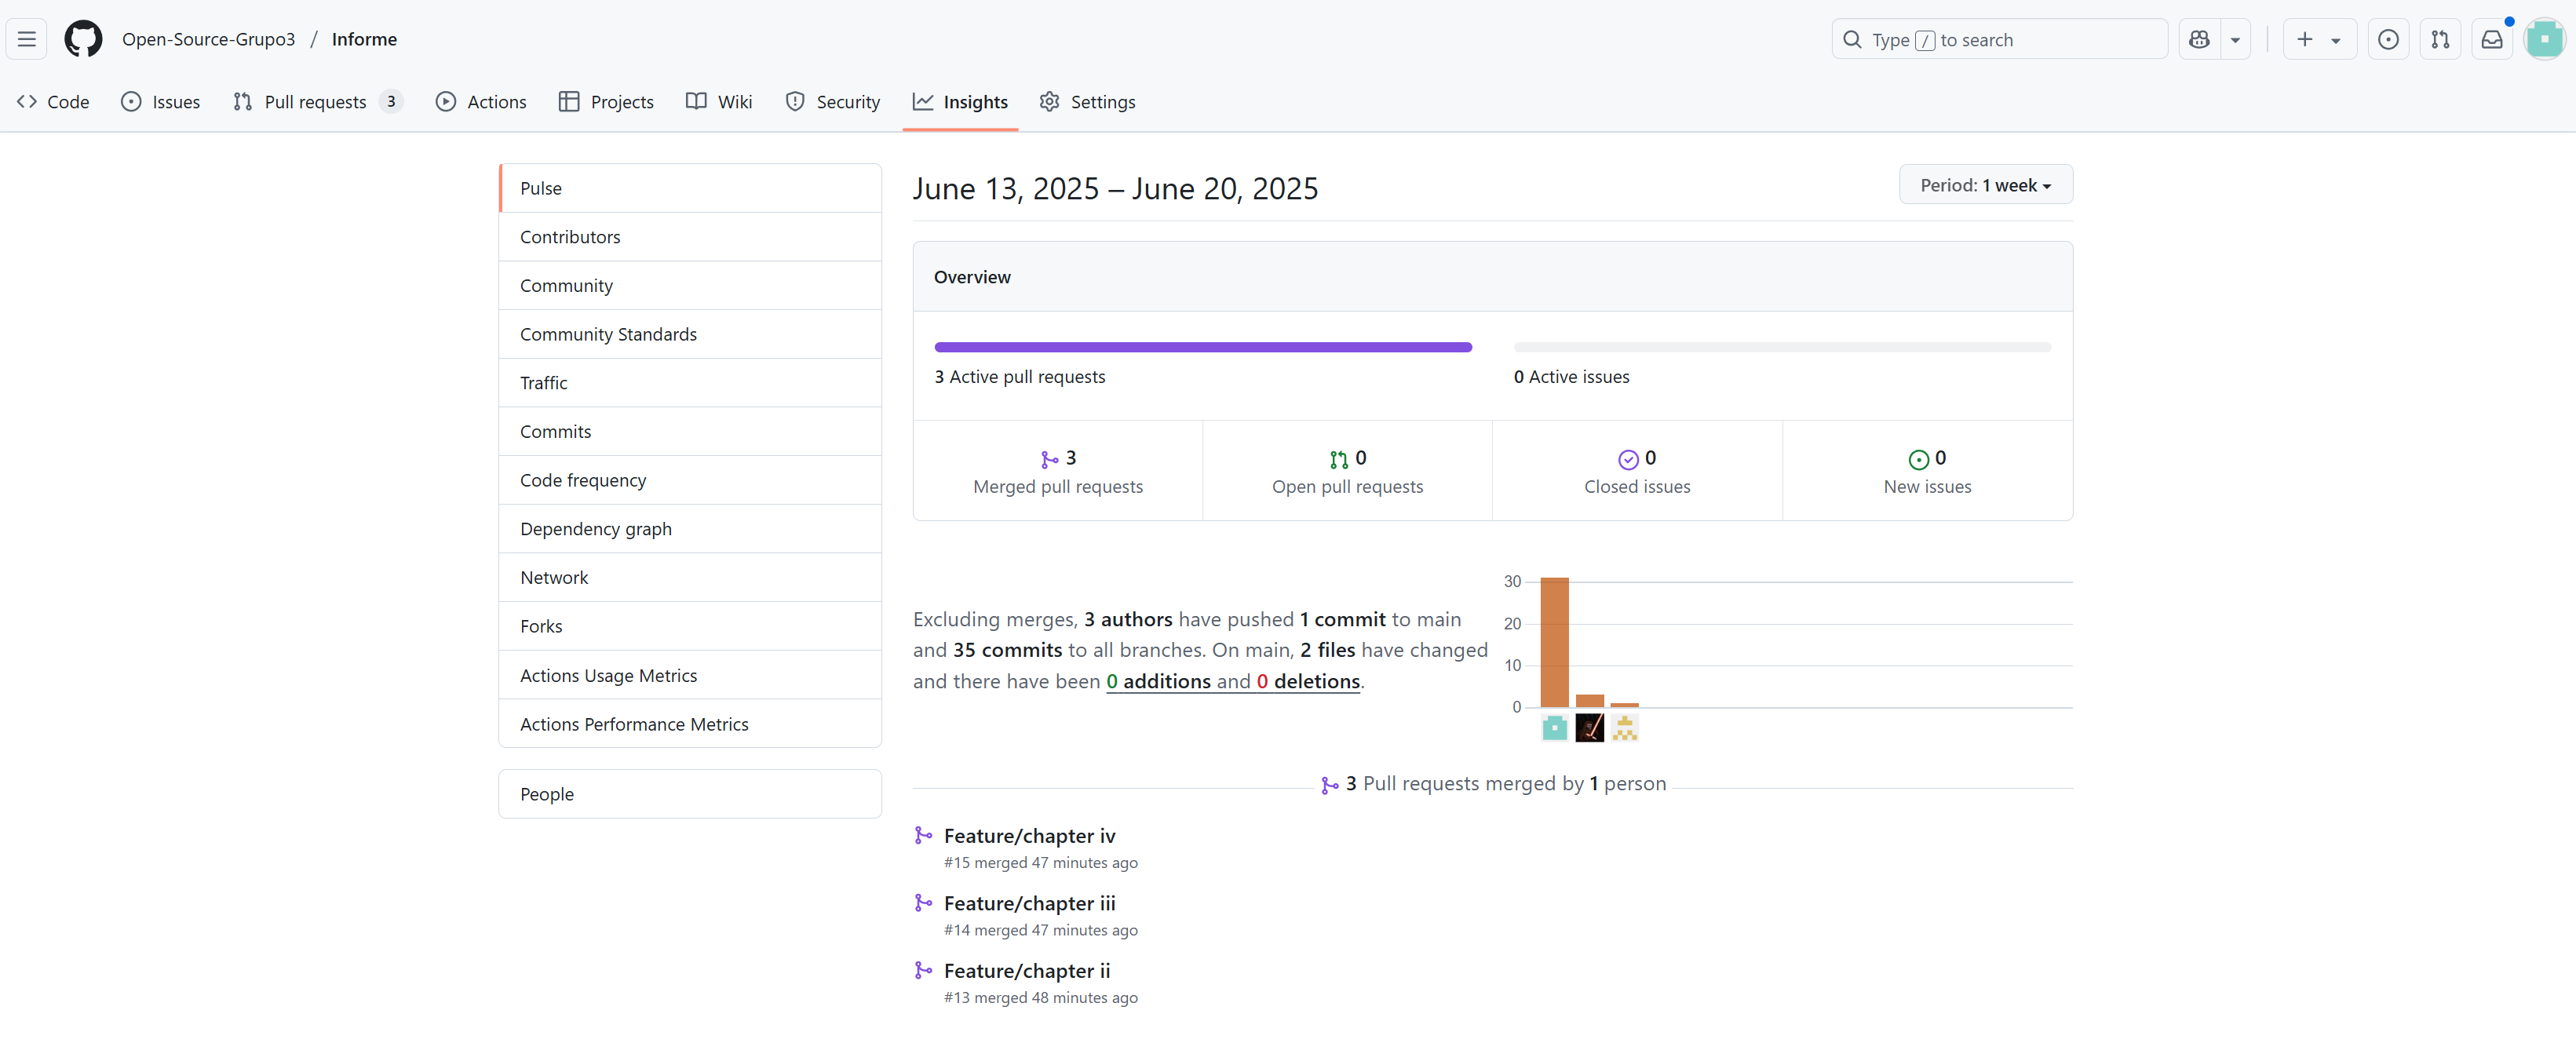 Open-Source-Grupo3 / Informe
Type / to search
Code
Issues
Pull requests 3
Actions
Projects
Wiki
Security
Insights
Settings
Pulse
Contributors
Community
Community Standards
Traffic
Commits
Code frequency
Dependency graph
Network
Forks
Actions Usage Metrics
Actions Performance Metrics
People
June 13, 2025 – June 20, 2025
Period: 1 week
Overview
3 Active pull requests
0 Active issues
3
Merged pull requests
0
Open pull requests
0
Closed issues
0
New issues
Excluding merges, 3 authors have pushed 1 commit to main
and 35 commits to all branches. On main, 2 files have changed
and there have been 0 additions and 0 deletions.
30
20
10
0
3 Pull requests merged by 1 person
Feature/chapter iv
#15 merged 47 minutes ago
Feature/chapter iii
#14 merged 47 minutes ago
Feature/chapter ii
#13 merged 48 minutes ago